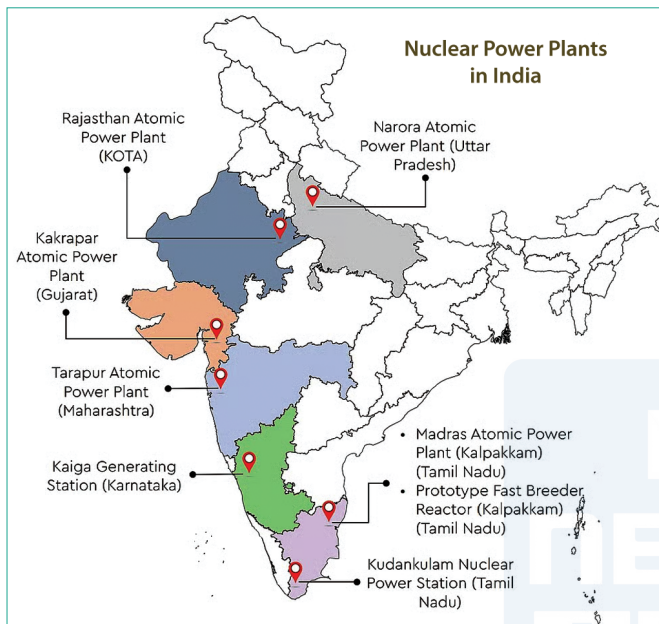 Nuclear Power Plants
in India
Rajasthan Atomic
Power Plant
(KOTA)
Narora Atomic
Power Plant (Uttar
Pradesh)
Kakrapar
Atomic Power
Plant
(Gujarat)
Tarapur Atomic
Power Plant
(Maharashtra)
Kaiga Generating
Station (Karnataka)
• Madras Atomic Power
Plant (Kalpakkam)
(Tamil Nadu)
• Prototype Fast Breeder
Reactor (Kalpakkam)
(Tamil Nadu)
Kudankulam Nuclear
Power Station (Tamil
Nadu)